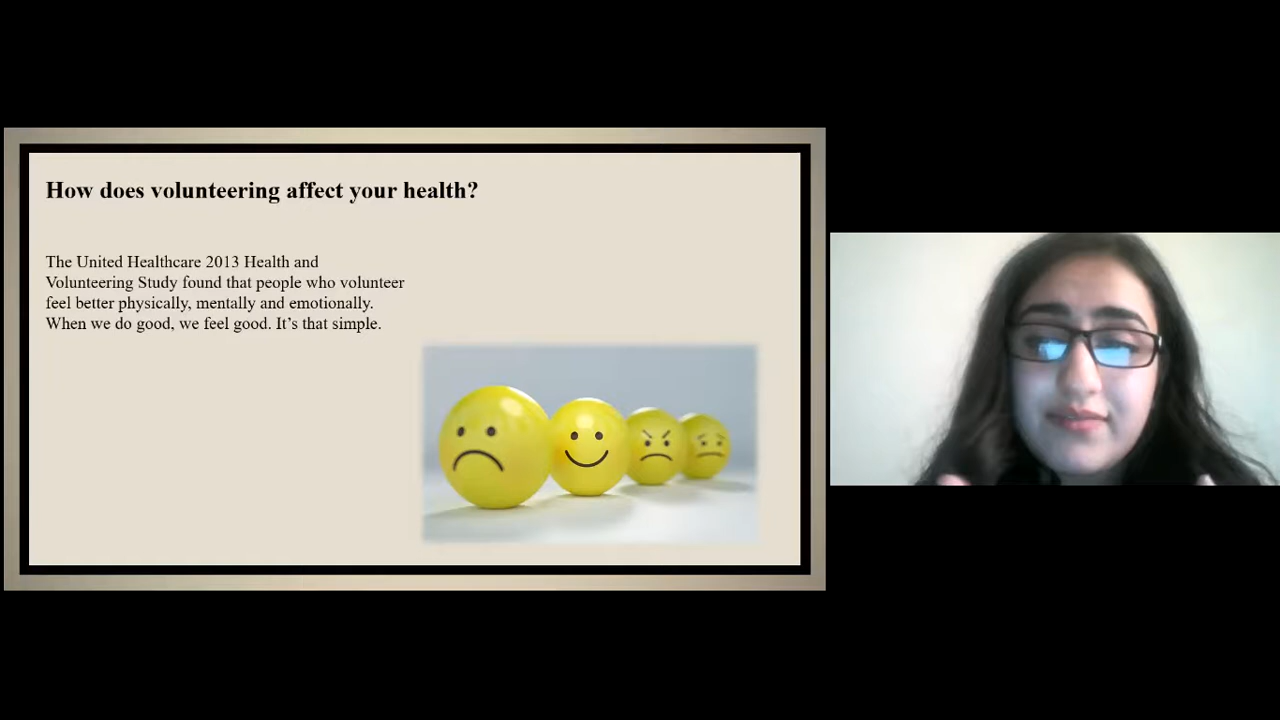 How does volunteering affect your health?
The United Healthcare 2013 Health and
Volunteering Study found that people who volunteer
feel better physically, mentally and emotionally.
When we do good, we feel good. It’s that simple.